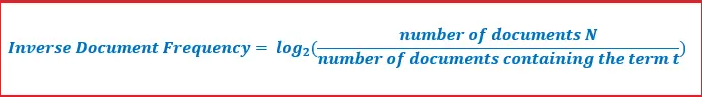 Inverse Document Frequency = log₂(number of documents N / number of documents containing the term t)